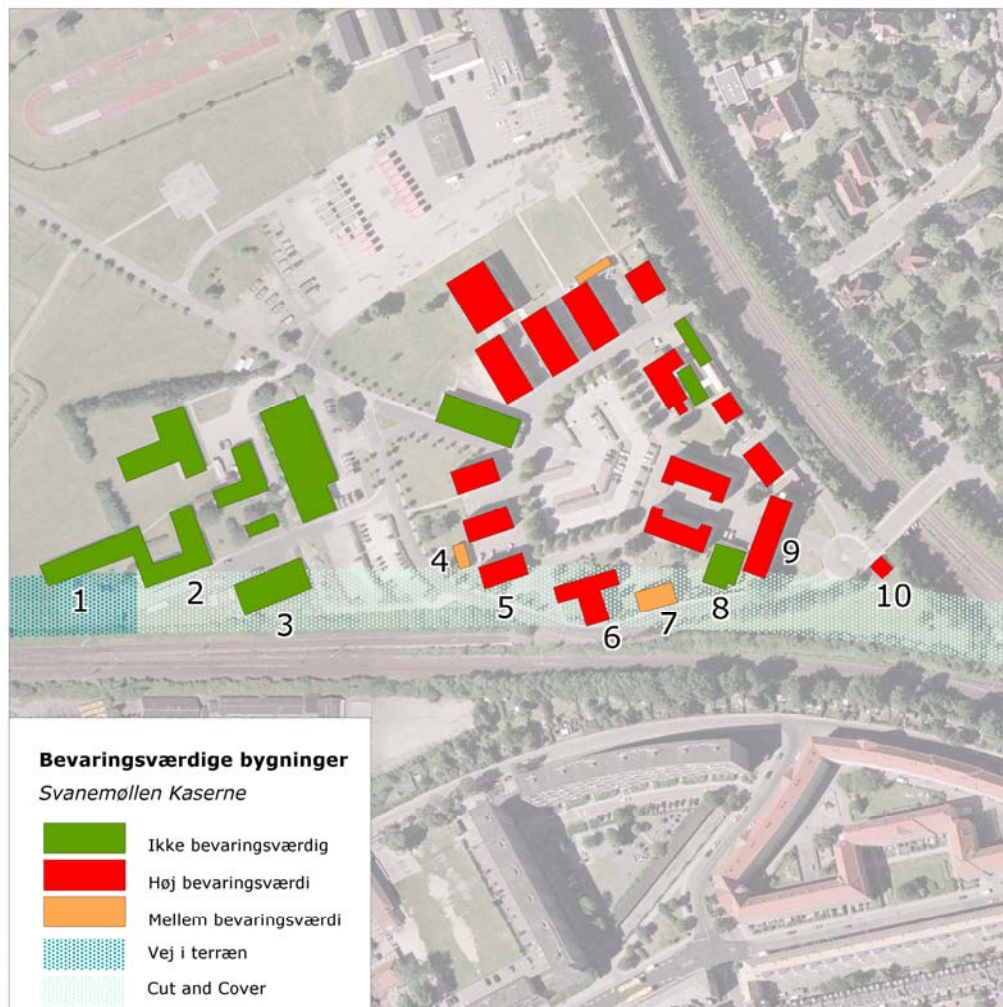 4
9
1
2
3
5
6
7
8
10
Bevaringsværdige bygninger
Svanemøllen Kaserne
Ikke bevaringsværdig
Høj bevaringsværdi
Mellem bevaringsværdi
Vej i terræn
Cut and Cover